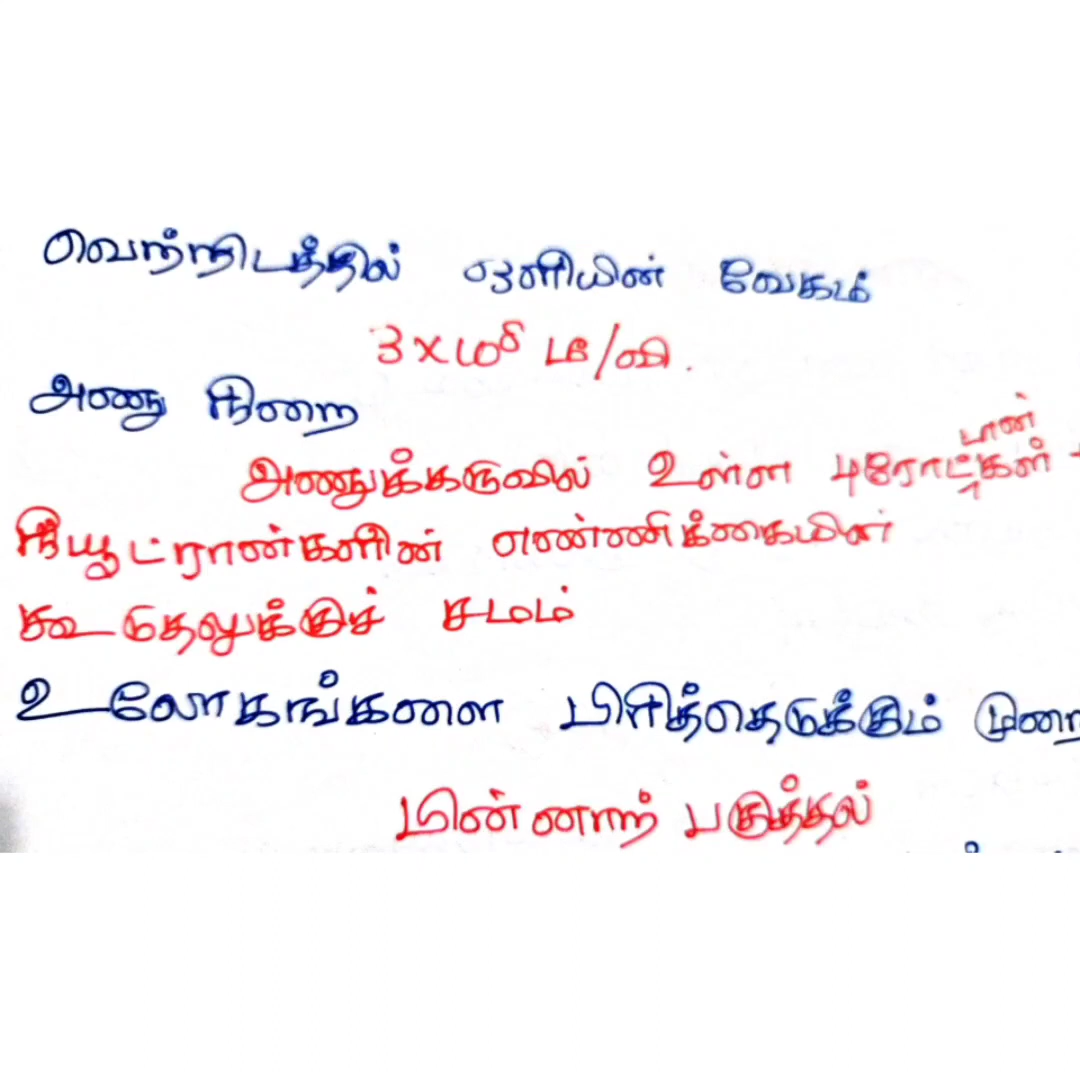 வெற்றிடத்தில் ஒளியின் வேகம்
3 × 10⁸ மீ/வி.
அணு நிறை
அணுக்கருவில் உள்ள புரோட்டான்கள் +
நியூட்ரான்களின் எண்ணிக்கையின்
கூடுதலுக்குச் சமம்
உலோகங்களை பிரித்தெடுக்கும் முறை
மின்னாற் பகுத்தல்